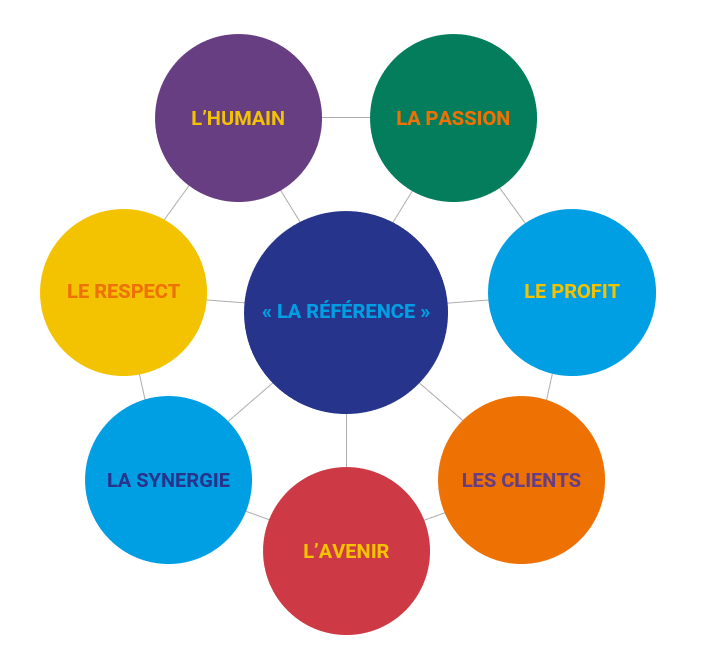 L’HUMAIN
LA PASSION
LE RESPECT
LE PROFIT
« LA RÉFÉRENCE »
LA SYNERGIE
LES CLIENTS
L’AVENIR